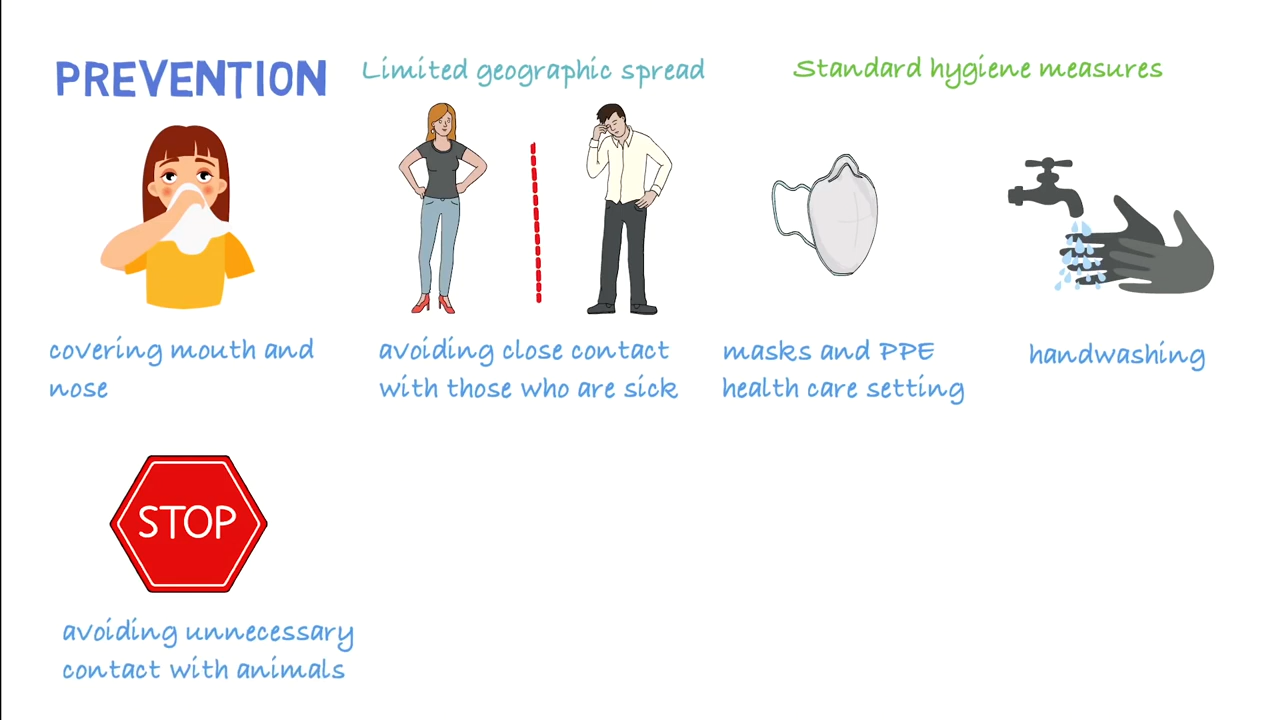 PREVENTION
Limited geographic spread
Standard hygiene measures
covering mouth and
nose
avoiding close contact
with those who are sick
masks and PPE
health care setting
handwashing
STOP
avoiding unnecessary
contact with animals